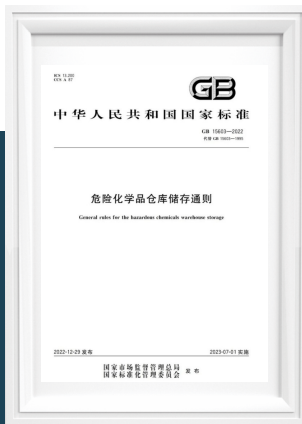 ICS 13.200
CCS A 87
GB
中华人民共和国国家标准
GB 15603—2022
代替 GB 15603—1995
危险化学品仓库储存通则
General rules for the hazardous chemicals warehouse storage
2022-12-29 发布
2023-07-01 实施
国家市场监督管理总局
国家标准化管理委员会 发布